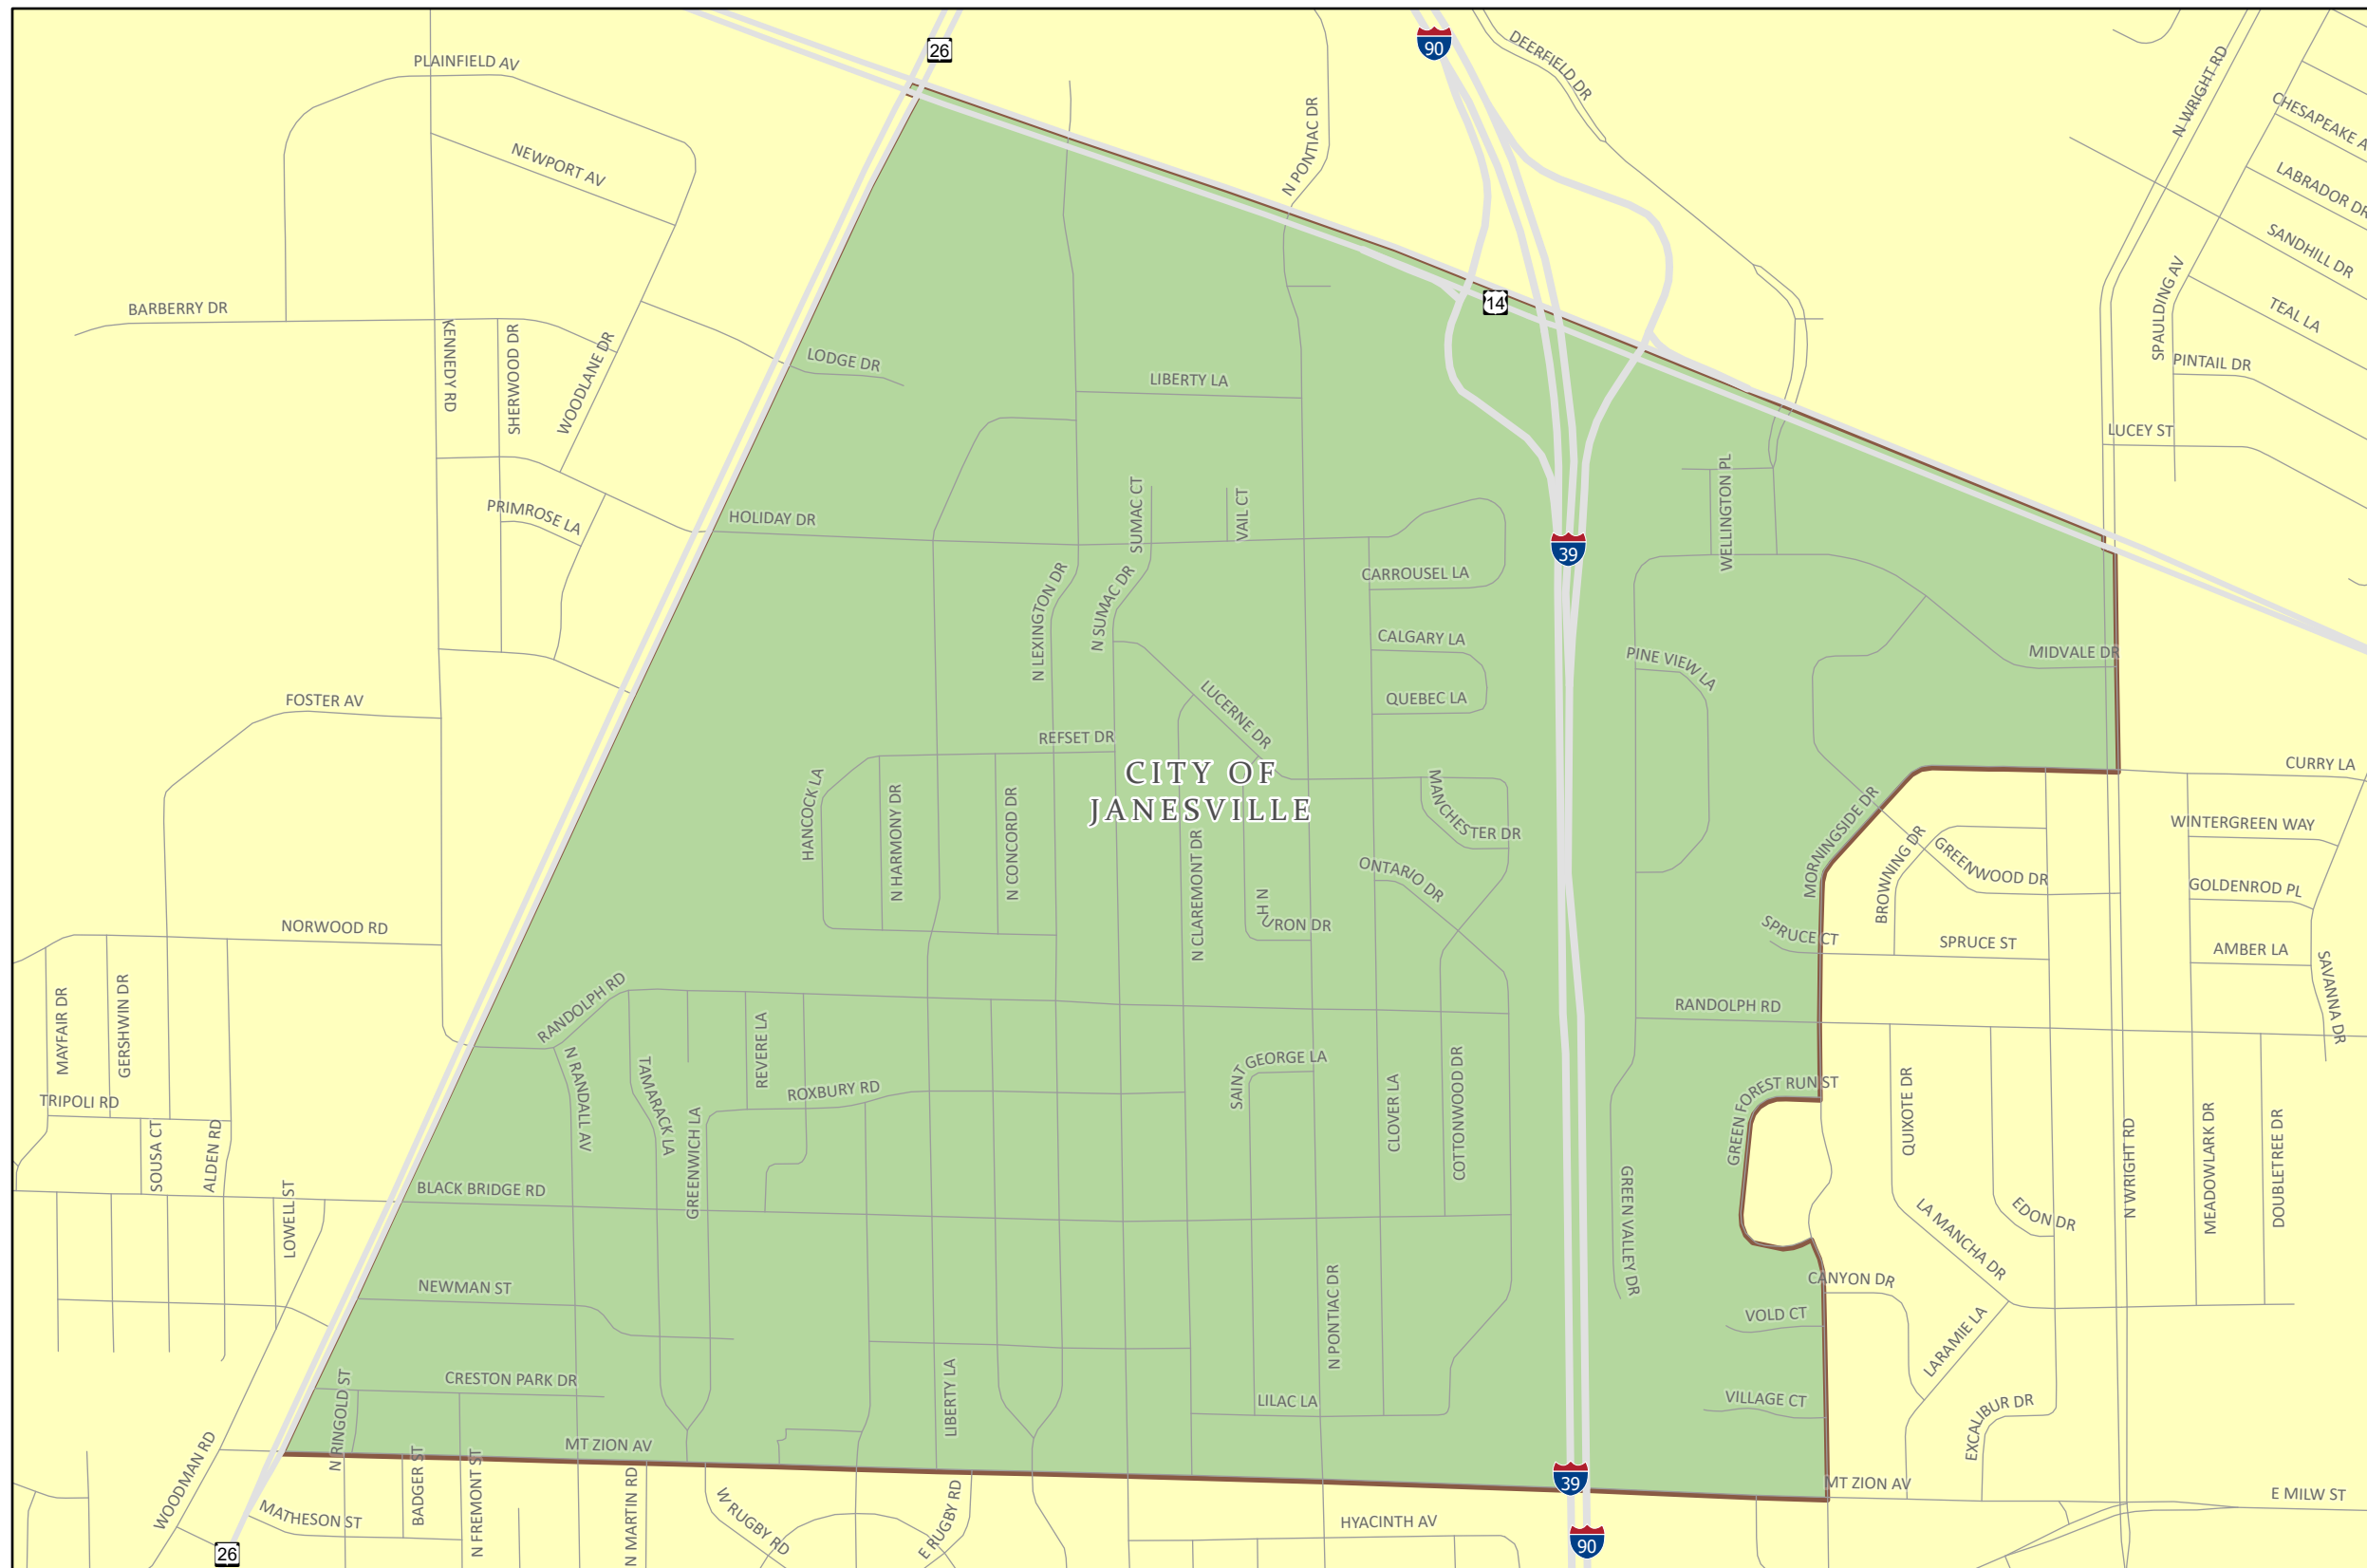 26
90
DEERFIELD DR
N WRIGHT RD
PLAINFIELD AV
CHESAPEAKE A
NEWPORT AV
N PONTIAC DR
LABRADOR DR
SANDHILL DR
SPAULDING AV
14
TEAL LA
BARBERRY DR
KENNEDY RD
SHERWOOD DR
WOODLANE DR
LODGE DR
LIBERTY LA
PINTAIL DR
LUCEY ST
PRIMROSE LA
HOLIDAY DR
SUMAC CT
VAIL CT
WELLINGTON PL
39
N LEXINGTON DR
N SUMAC DR
CARROUSEL LA
CALGARY LA
PINE VIEW LA
MIDVALE DR
FOSTER AV
QUEBEC LA
LUCERNE DR
REFSET DR
CITY OF
JANESVILLE
CURRY LA
HANCOCK LA
N HARMONY DR
N CONCORD DR
MANCHESTER DR
MORNINGSIDE DR
BROWNING DR
GREENWOOD DR
WINTERGREEN WAY
N CLAREMONT DR
ONTARIO DR
GOLDENROD PL
N HURON DR
NORWOOD RD
SPRUCE CT
SPRUCE ST
AMBER LA
SAVANNA DR
MAYFAIR DR
GERSHWIN DR
RANDOLPH RD
RANDOLPH RD
N RANDALL AV
TAMARACK LA
REVERE LA
ROXBURY RD
SAINT GEORGE LA
CLOVER LA
COTTONWOOD DR
GREEN FOREST RUN ST
QUIXOTE DR
TRIPOLI RD
SOUSA CT
ALDEN RD
GREENWICH LA
N WRIGHT RD
MEADOWLARK DR
DOUBLETREE DR
LOWELL ST
BLACK BRIDGE RD
GREEN VALLEY DR
LA MANCHA DR
EDON DR
NEWMAN ST
N PONTIAC DR
CANYON DR
VOLD CT
LARAMIE LA
CRESTON PARK DR
N RINGOLD ST
LIBERTY LA
LILAC LA
VILLAGE CT
EXCALIBUR DR
MT ZION AV
WOODMAN RD
BADGER ST
N FREMONT ST
39
MT ZION AV
E MILW ST
MATHESON ST
N MARTIN RD
W RUGBY RD
E RUGBY RD
HYACINTH AV
26
90